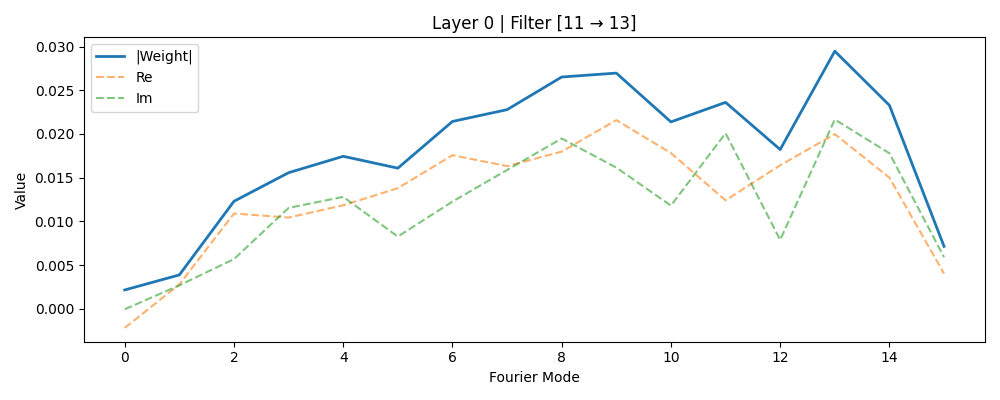 Layer 0 | Filter [11 → 13]
|Weight|
Re
Im
0.030
0.025
0.020
0.015
0.010
0.005
0.000
Value
0 2 4 6 8 10 12 14
Fourier Mode